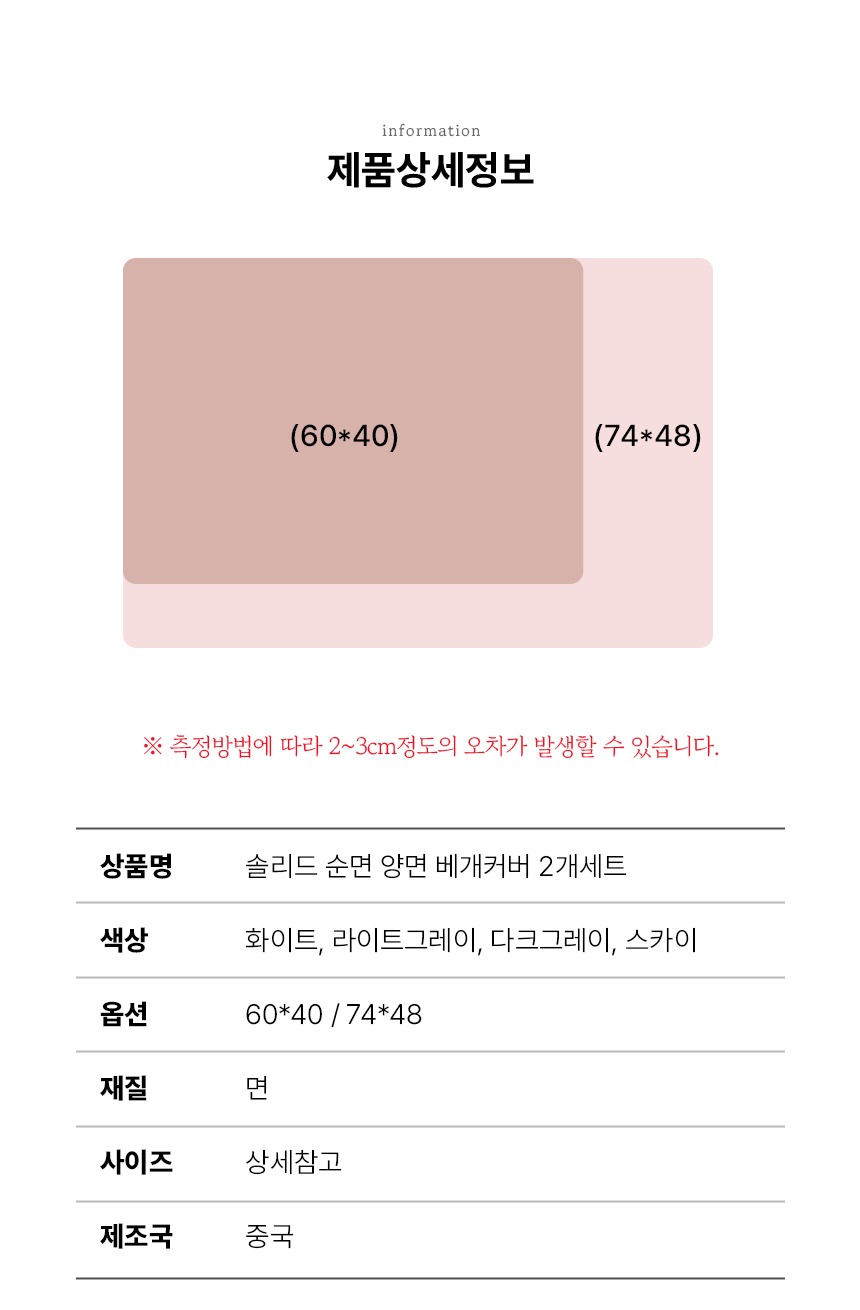 information
제품상세정보
(60*40) (74*48)
※ 측정방법에 따라 2~3cm정도의 오차가 발생할 수 있습니다.
상품명 솔리드 순면 양면 베개커버 2개세트
색상 화이트, 라이트그레이, 다크그레이, 스카이
옵션 60*40 / 74*48
재질 면
사이즈 상세참고
제조국 중국